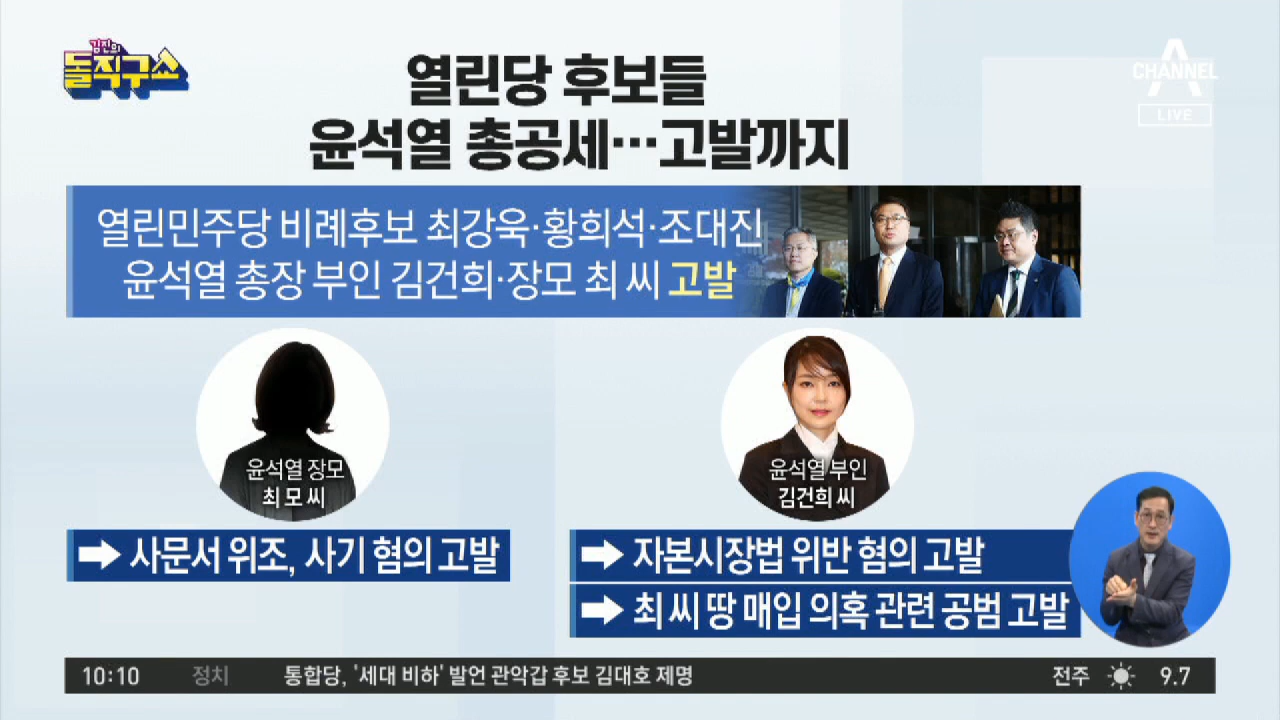 김진의
돌직구쇼
CHANNEL A
LIVE
열린당 후보들
윤석열 총공세…고발까지
열린민주당 비례후보 최강욱·황희석·조대진
윤석열 총장 부인 김건희·장모 최 씨 고발
윤석열 장모
최 모 씨
윤석열 부인
김건희 씨
사문서 위조, 사기 혐의 고발
자본시장법 위반 혐의 고발
최 씨 땅 매입 의혹 관련 공범 고발
10:10 정치 통합당, '세대 비하' 발언 관악갑 후보 김대호 제명 전주 9.7